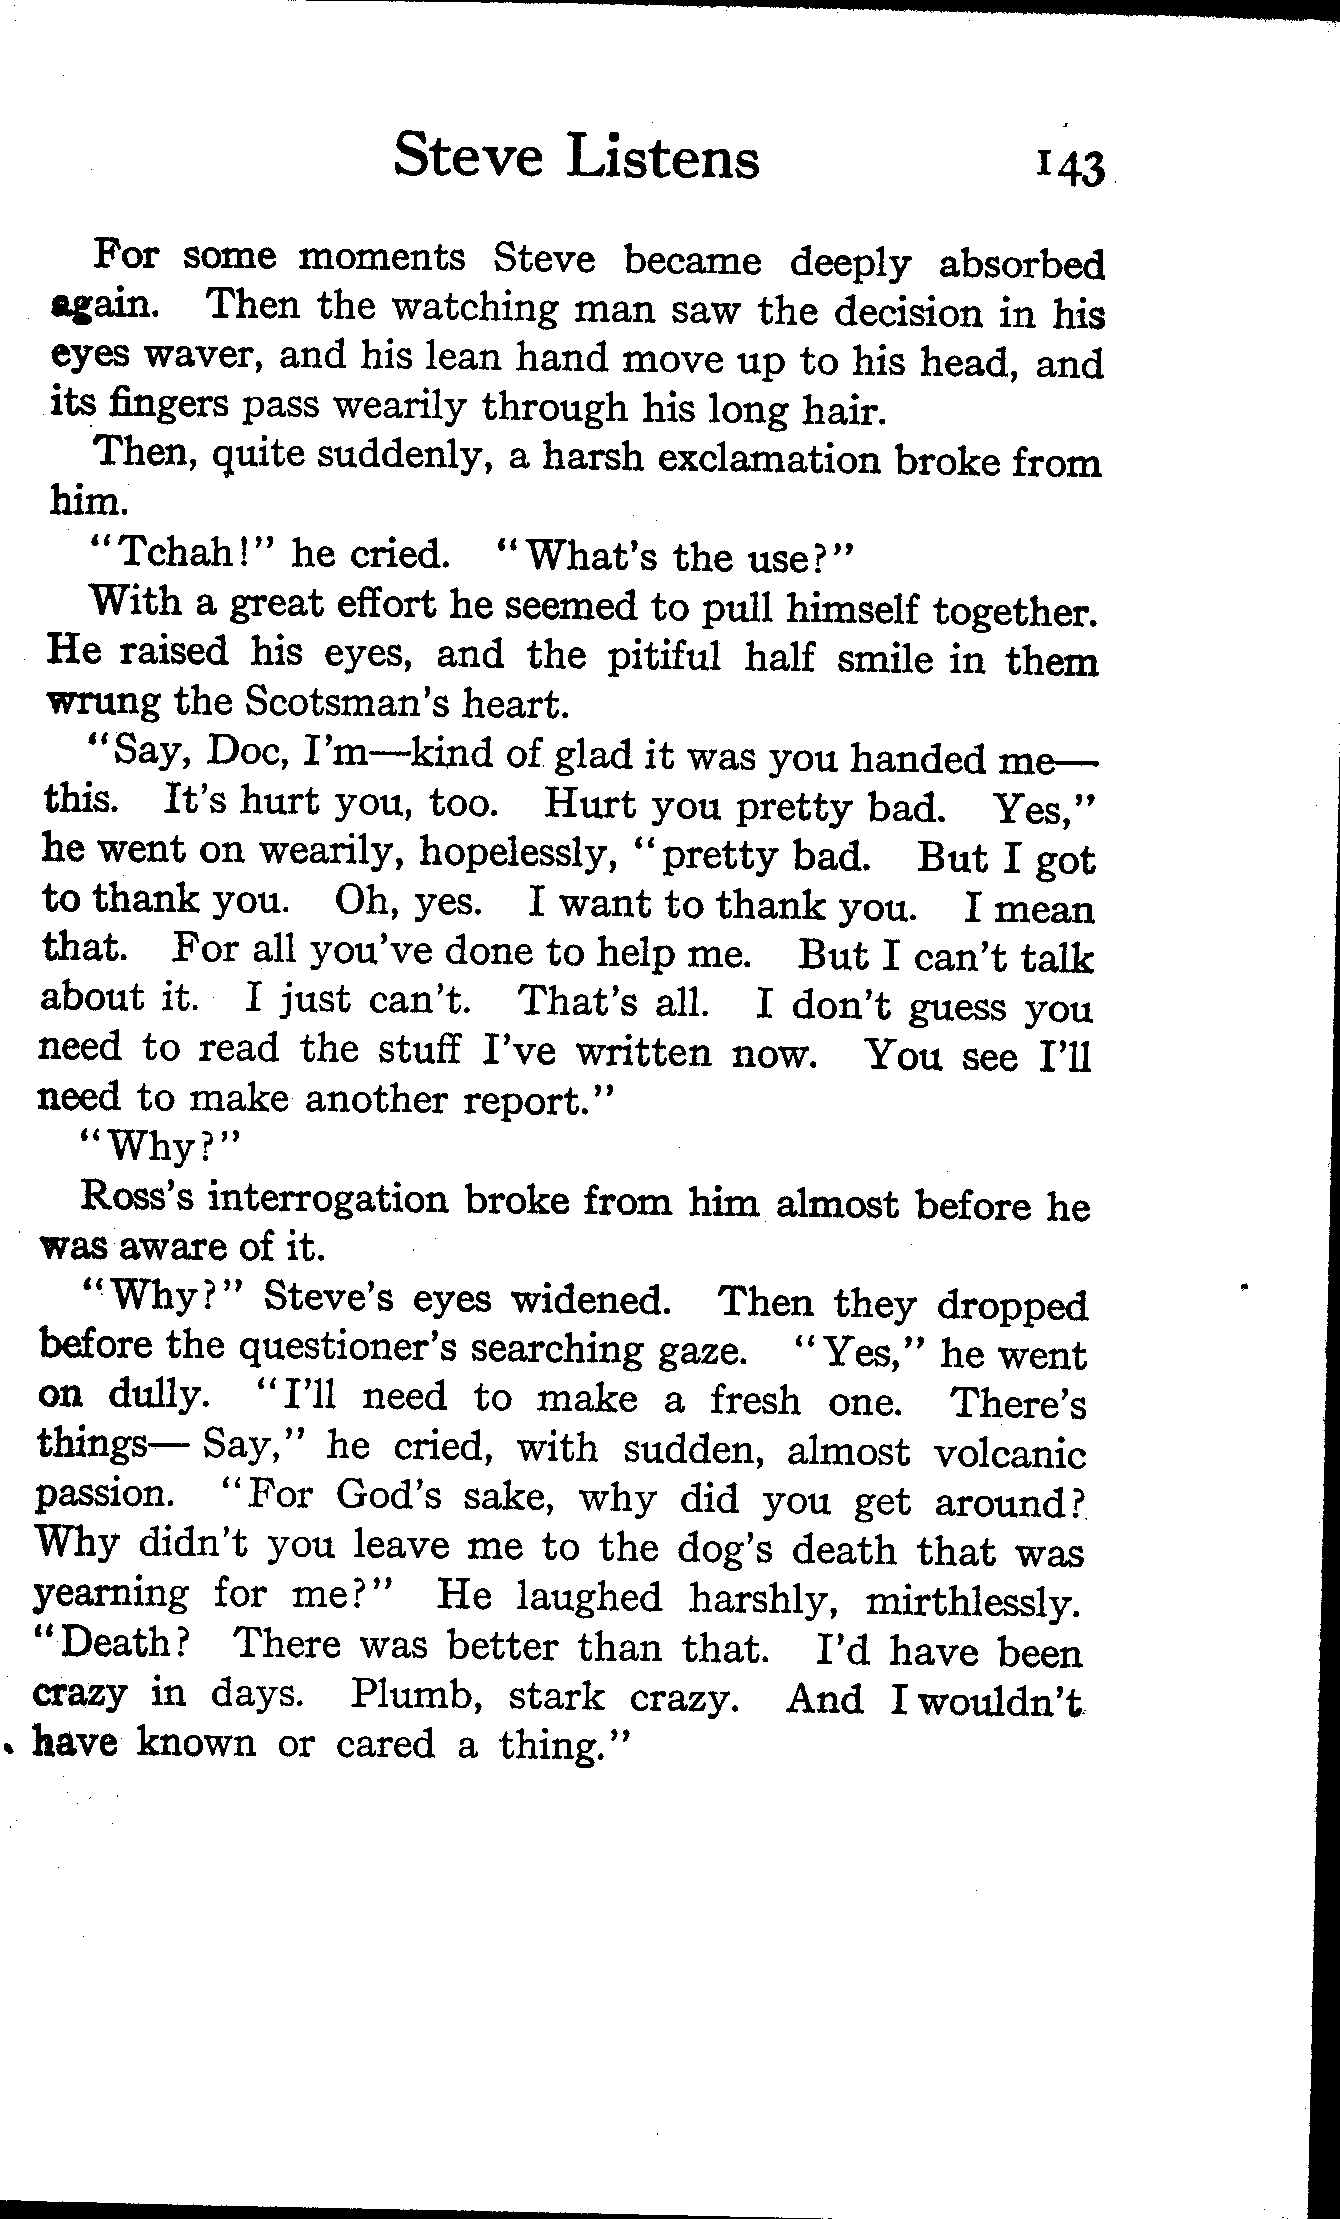 Steve Listens 143
For some moments Steve became deeply absorbed
again. Then the watching man saw the decision in his
eyes waver, and his lean hand move up to his head, and
its fingers pass wearily through his long hair.
Then, quite suddenly, a harsh exclamation broke from
him.
"Tchah!" he cried. "What's the use?"
With a great effort he seemed to pull himself together.
He raised his eyes, and the pitiful half smile in them
wrung the Scotsman's heart.
"Say, Doc, I'm—kind of glad it was you handed me—
this. It's hurt you, too. Hurt you pretty bad. Yes,"
he went on wearily, hopelessly, "pretty bad. But I got
to thank you. Oh, yes. I want to thank you. I mean
that. For all you've done to help me. But I can't talk
about it. I just can't. That's all. I don't guess you
need to read the stuff I've written now. You see I'll
need to make another report."
"Why?"
Ross's interrogation broke from him almost before he
was aware of it.
"Why?" Steve's eyes widened. Then they dropped
before the questioner's searching gaze. "Yes," he went
on dully. "I'll need to make a fresh one. There's
things— Say," he cried, with sudden, almost volcanic
passion. "For God's sake, why did you get around?
Why didn't you leave me to the dog's death that was
yearning for me?" He laughed harshly, mirthlessly.
"Death? There was better than that. I'd have been
crazy in days. Plumb, stark crazy. And I wouldn't
have known or cared a thing."